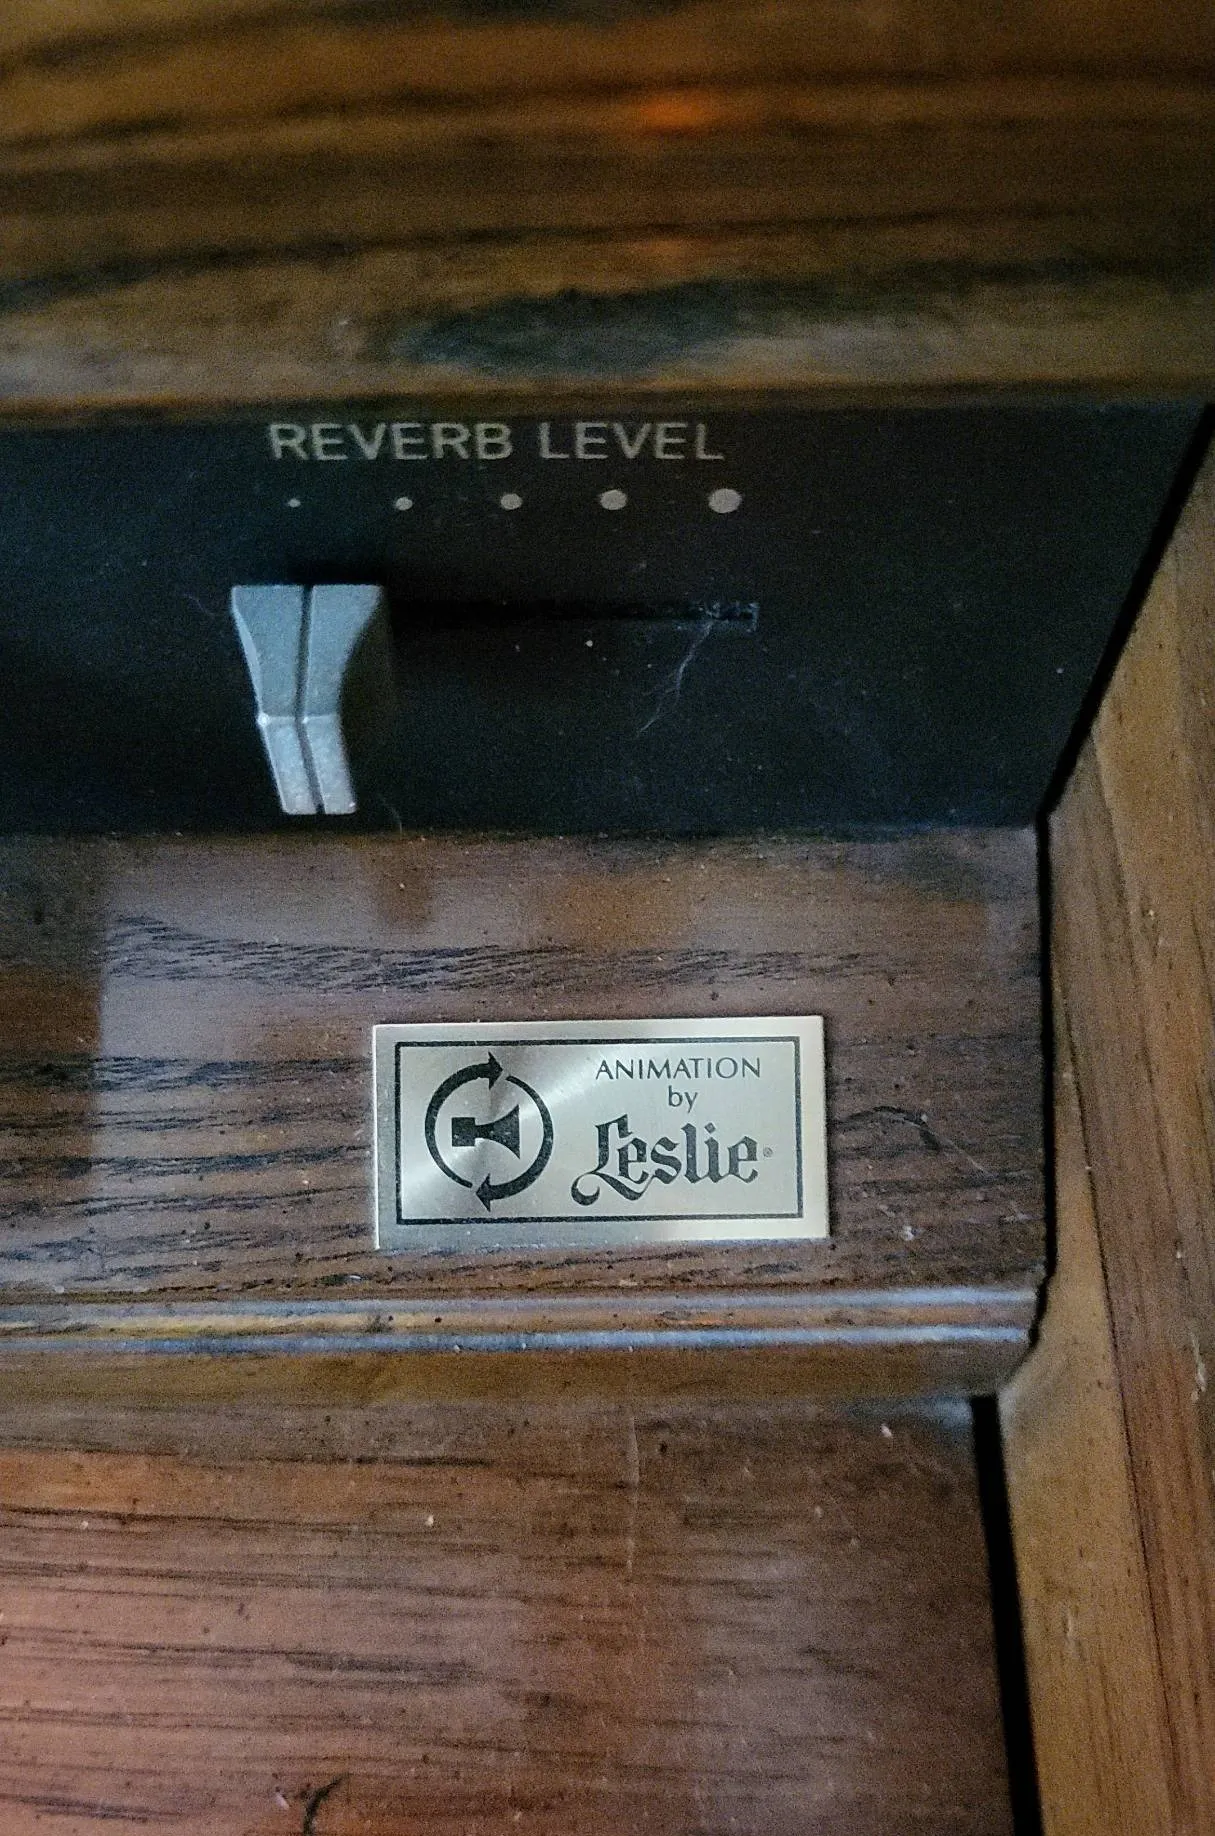 REVERB LEVEL
ANIMATION
by
Leslie®